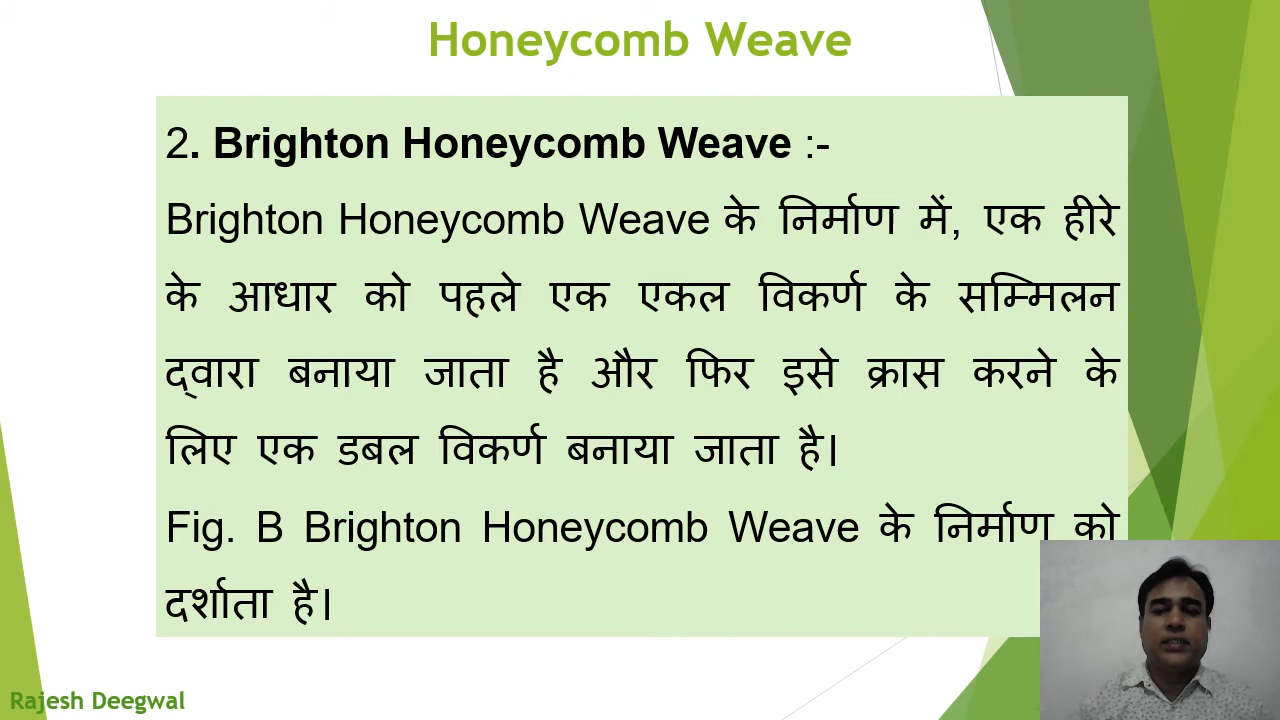 Honeycomb Weave
2. Brighton Honeycomb Weave :-
Brighton Honeycomb Weave के निर्माण में, एक हीरे
के आधार को पहले एक एकल विकर्ण के सम्मिलन
द्वारा बनाया जाता है और फिर इसे क्रास करने के
लिए एक डबल विकर्ण बनाया जाता है।
Fig. B Brighton Honeycomb Weave के निर्माण को
दर्शाता है।
Rajesh Deegwal